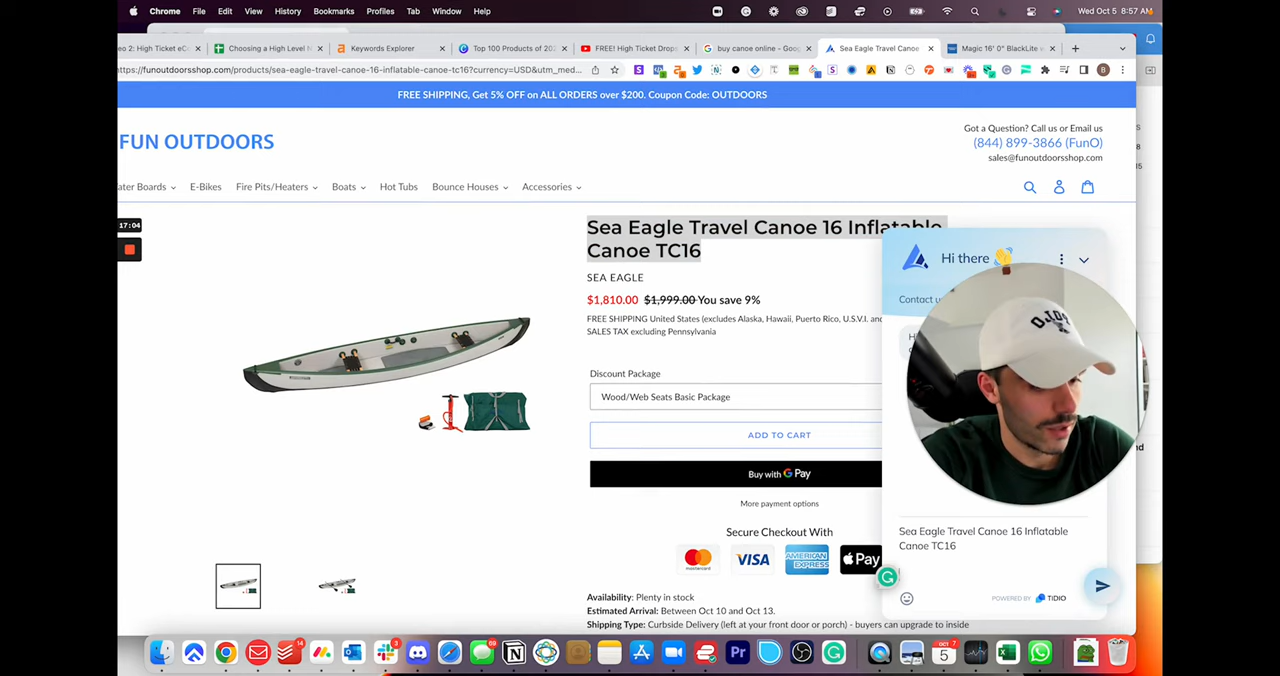 Chrome File Edit View History Bookmarks Profiles Tab Window Help
Wed Oct 5 8:57 AM
eo 2: High Ticket eC
Choosing a High Level N
Keywords Explorer
Top 100 Products of 202
FREE! High Ticket Drops
buy canoe online - Goog
Sea Eagle Travel Canoe
Magic 16' 0" BlackLite
https://funoutdoorsshop.com/products/sea-eagle-travel-canoe-16-inflatable-canoe-tc16?currency=USD&utm_med...
FREE SHIPPING, Get 5% OFF on ALL ORDERS over $200. Coupon Code: OUTDOORS
FUN OUTDOORS
Got a Question? Call us or Email us
(844) 899-3866 (FunO)
sales@funoutdoorsshop.com
ater Boards E-Bikes Fire Pits/Heaters Boats Hot Tubs Bounce Houses Accessories
17:04
Sea Eagle Travel Canoe 16 Inflatable
Canoe TC16
SEA EAGLE
$1,810.00 $1,999.00 You save 9%
FREE SHIPPING United States (excludes Alaska, Hawaii, Puerto Rico, U.S.V.I. and
SALES TAX excluding Pennsylvania
Discount Package
Wood/Web Seats Basic Package
ADD TO CART
Buy with G Pay
More payment options
Secure Checkout With
mastercard VISA AMERICAN EXPRESS Pay
Availability: Plenty in stock
Estimated Arrival: Between Oct 10 and Oct 13.
Shipping Type: Curbside Delivery (left at your front door or porch) - buyers can upgrade to inside
Hi there
Contact u
OJOY
Sea Eagle Travel Canoe 16 Inflatable
Canoe TC16
POWERED BY TIDIO